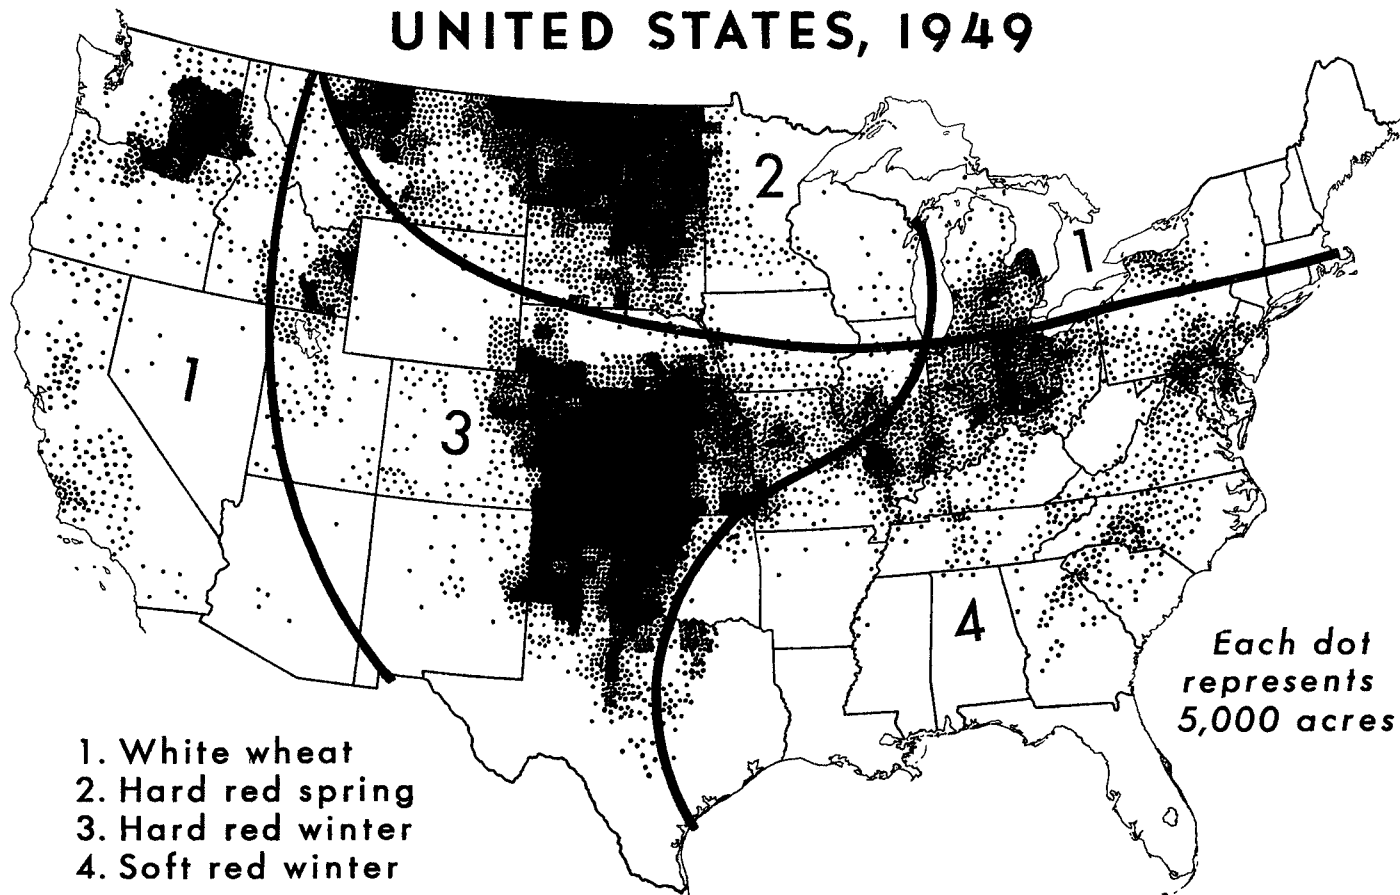 UNITED STATES, 1949
2
1
1
3
4
Each dot
represents
5,000 acres
1. White wheat
2. Hard red spring
3. Hard red winter
4. Soft red winter